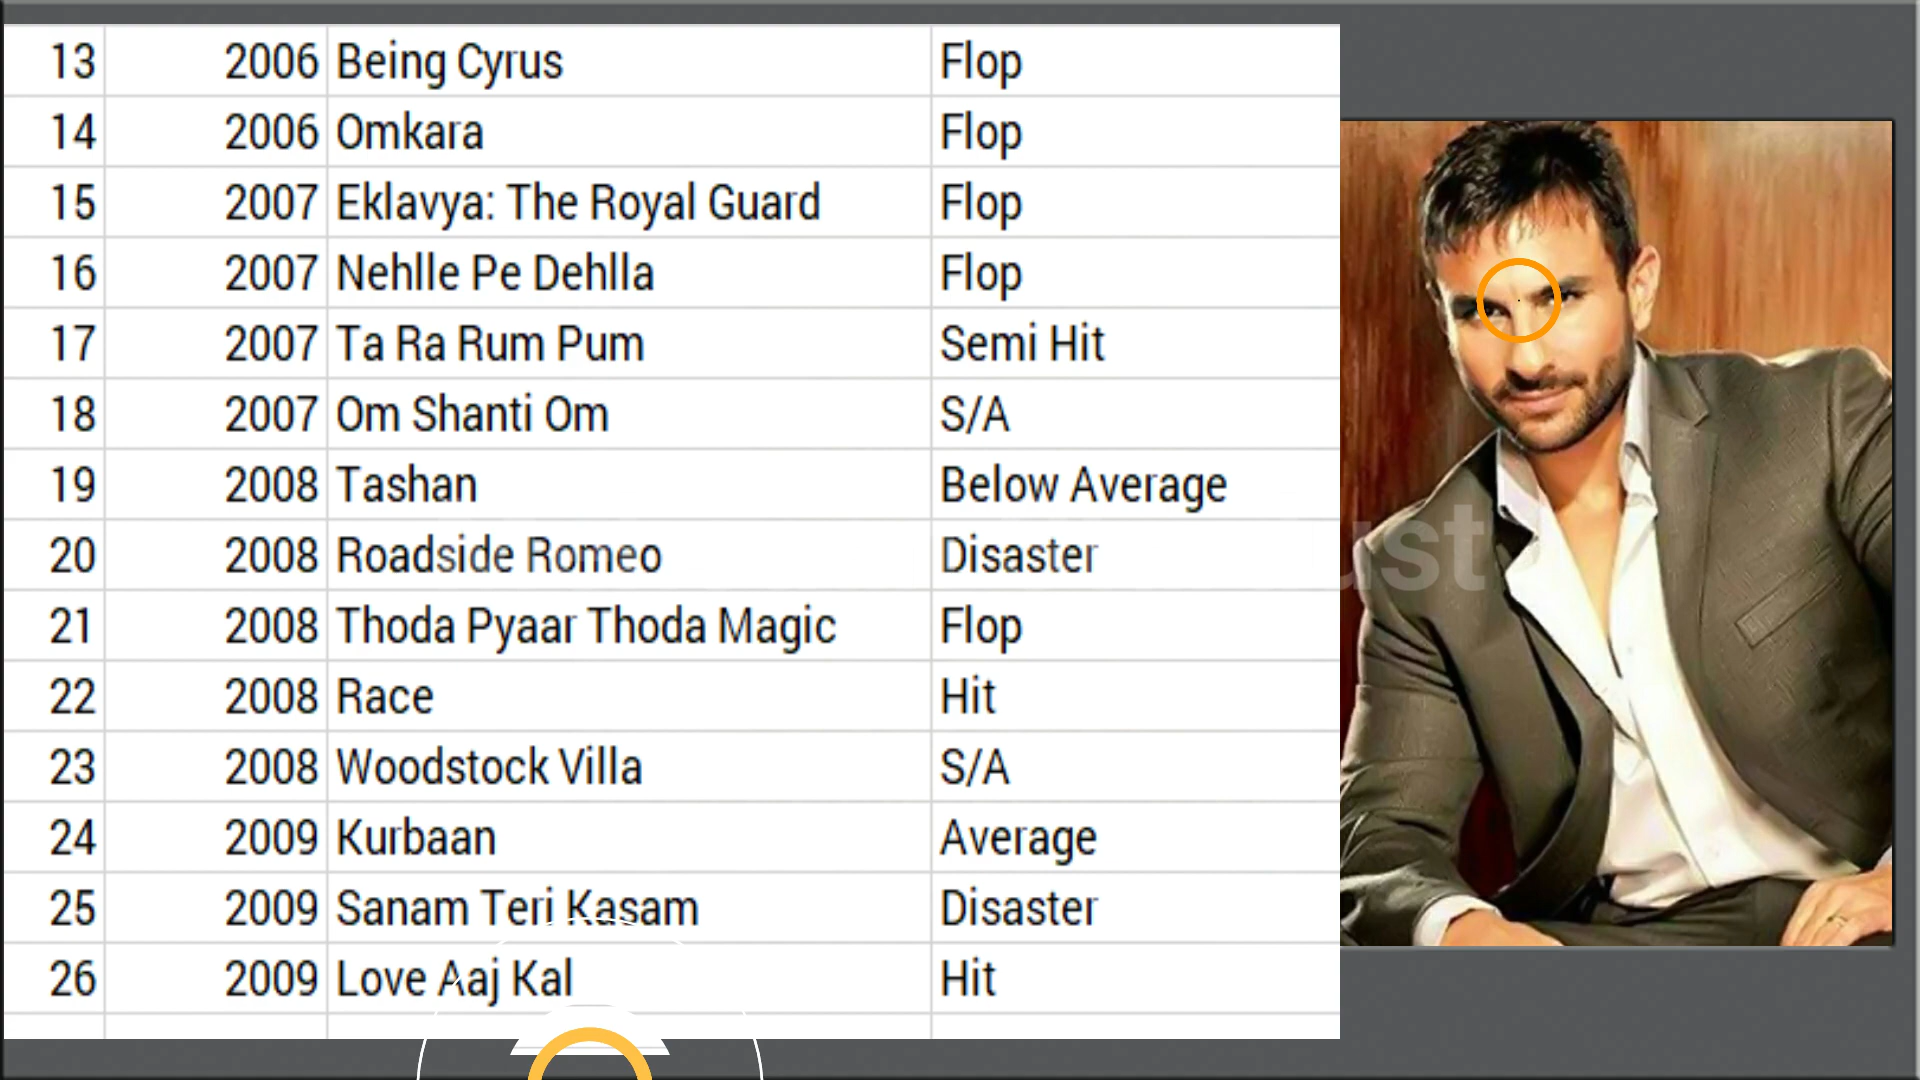 13 2006 Being Cyrus Flop
14 2006 Omkara Flop
15 2007 Eklavya: The Royal Guard Flop
16 2007 Nehlle Pe Dehlla Flop
17 2007 Ta Ra Rum Pum Semi Hit
18 2007 Om Shanti Om S/A
19 2008 Tashan Below Average
20 2008 Roadside Romeo Disaster
21 2008 Thoda Pyaar Thoda Magic Flop
22 2008 Race Hit
23 2008 Woodstock Villa S/A
24 2009 Kurbaan Average
25 2009 Sanam Teri Kasam Disaster
26 2009 Love Aaj Kal Hit